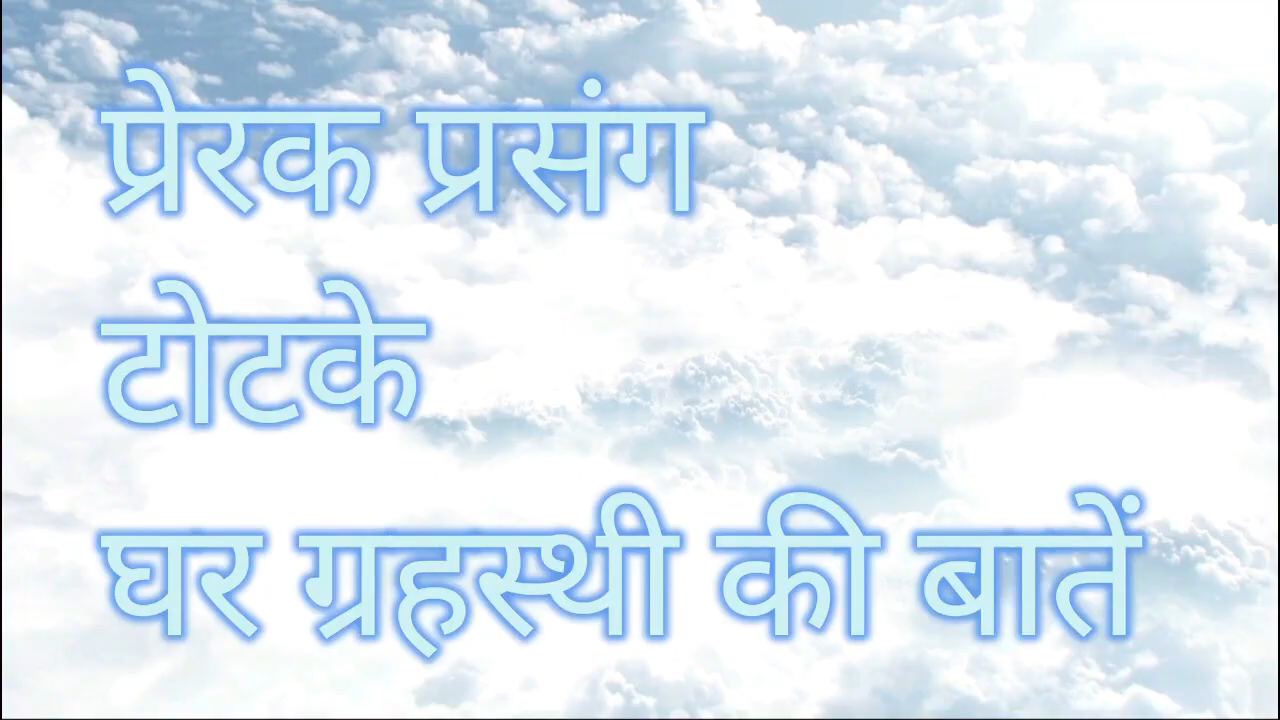 प्रेरक प्रसंग
टोटके
घर ग्रहस्थी की बातें